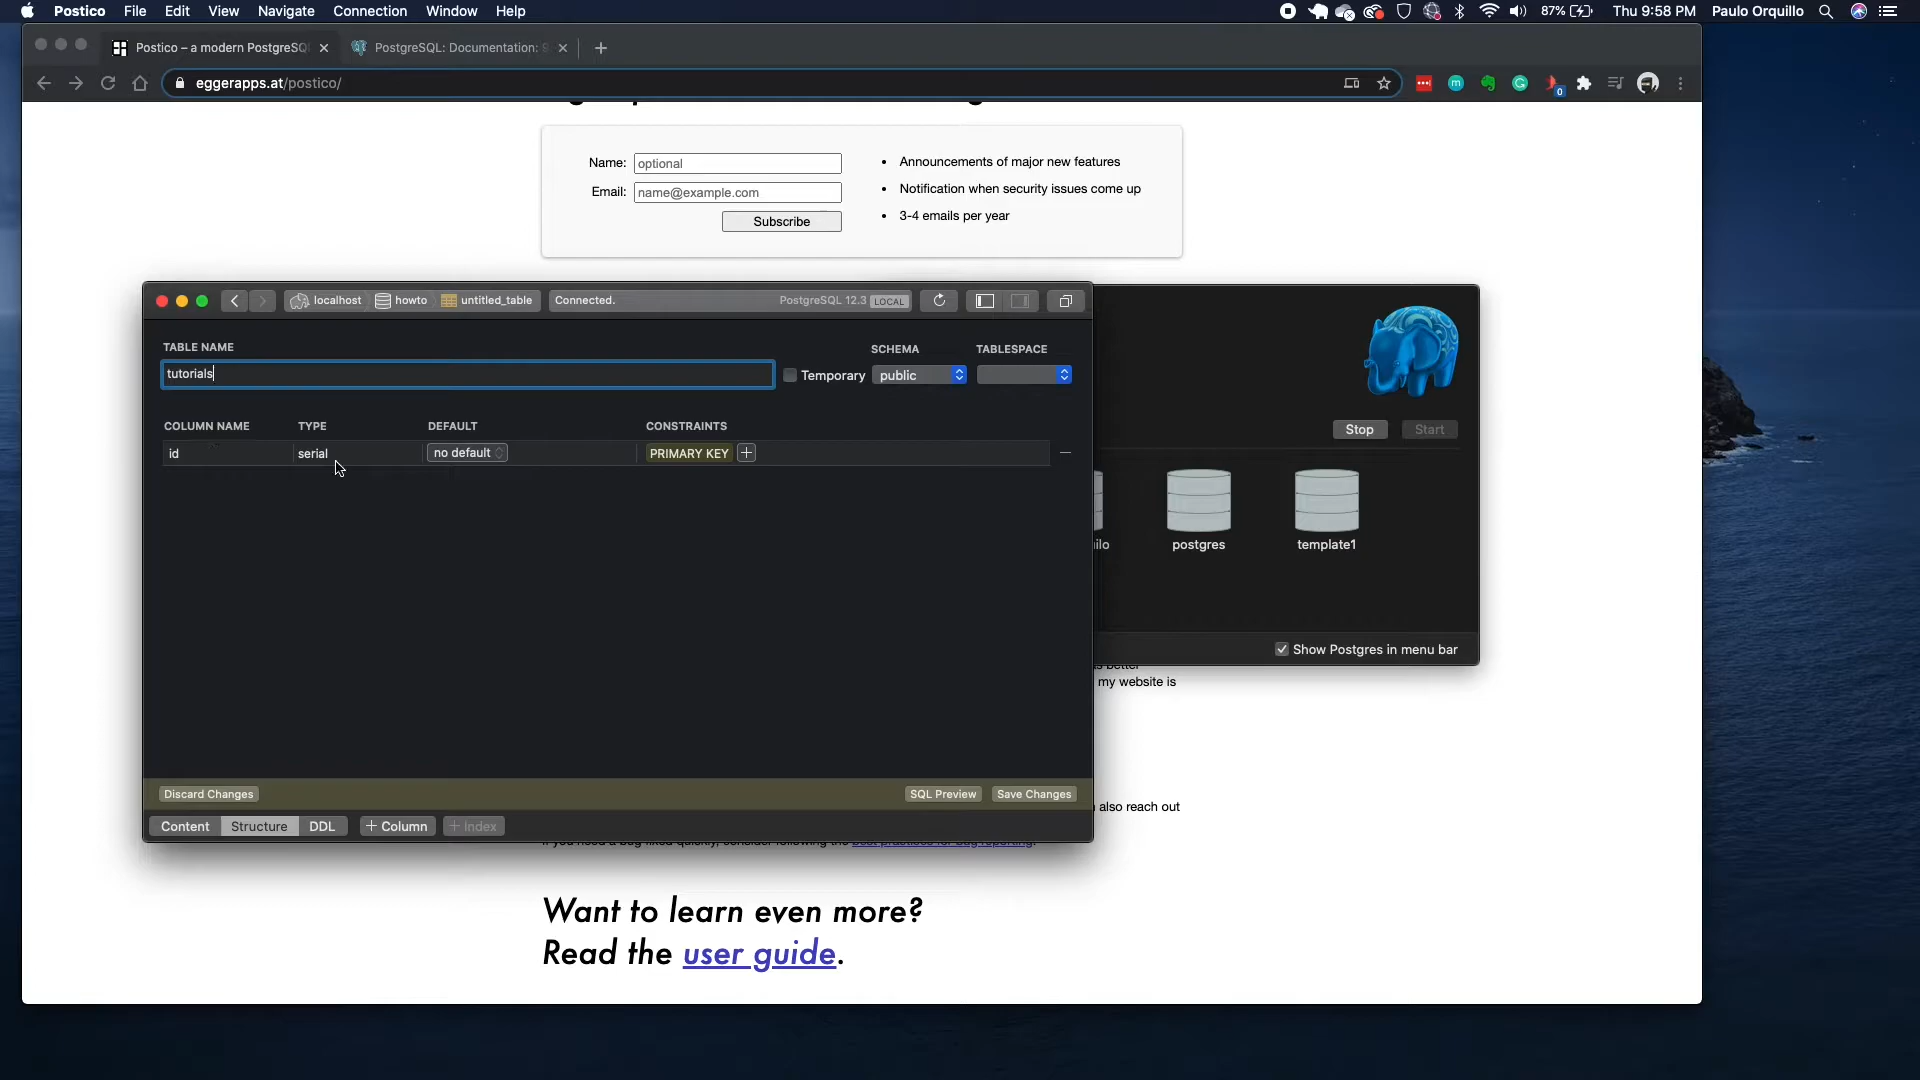 Postico File Edit View Navigate Connection Window Help
87% Thu 9:58 PM Paulo Orquillo
Postico – a modern PostgreSQ
PostgreSQL: Documentation: 9
eggerapps.at/postico/
0
Name: optional
Email: name@example.com
Subscribe
• Announcements of major new features
• Notification when security issues come up
• 3-4 emails per year
localhost howto untitled_table Connected. PostgreSQL 12.3 LOCAL
TABLE NAME
tutorials
Temporary
SCHEMA
public
TABLESPACE
COLUMN NAME TYPE DEFAULT CONSTRAINTS
id serial no default PRIMARY KEY +
Stop Start
ilo postgres template1
Show Postgres in menu bar
my website is
also reach out
Discard Changes SQL Preview Save Changes
Content Structure DDL + Column + Index
Want to learn even more?
Read the user guide.